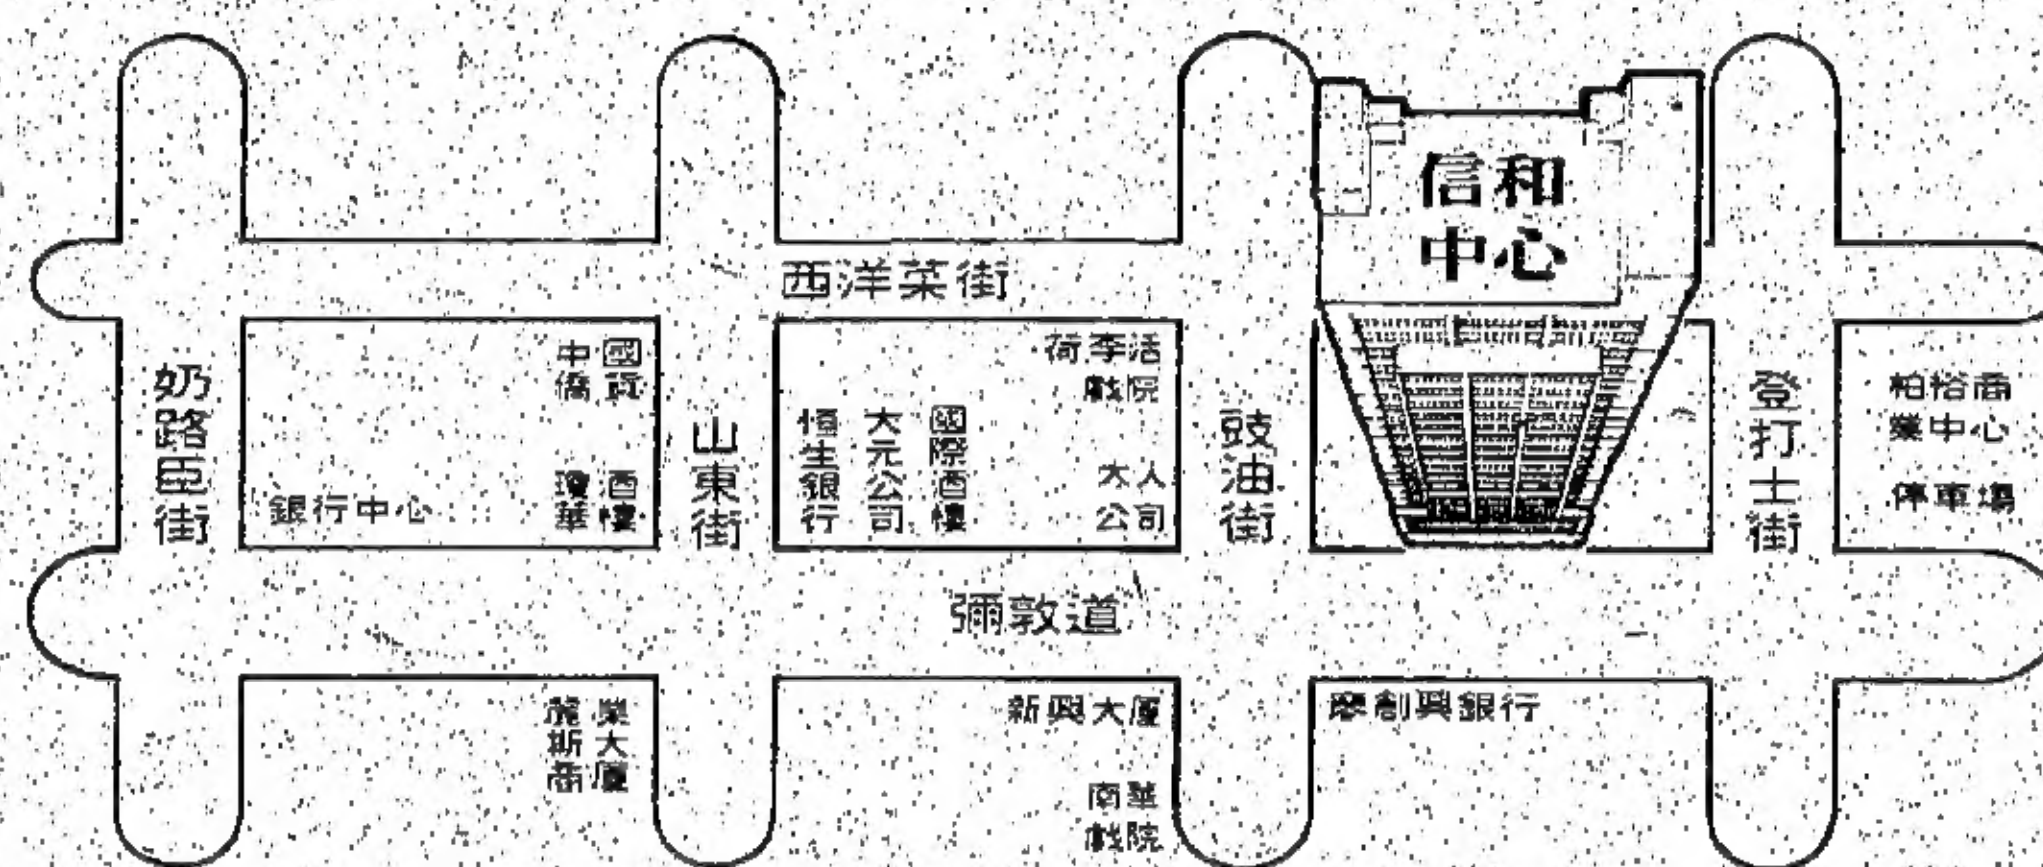 信和
中心
西洋菜街
奶路臣街
山東街
豉油街
登打士街
彌敦道
中僑
國貨
瓊華
酒樓
銀行中心
恒生銀行
大元公司
國際酒樓
荷李活
戲院
大人
公司
柏裕商
業中心
停車場
麗斯商
業大廈
新興大廈
南華
戲院
廖創興銀行